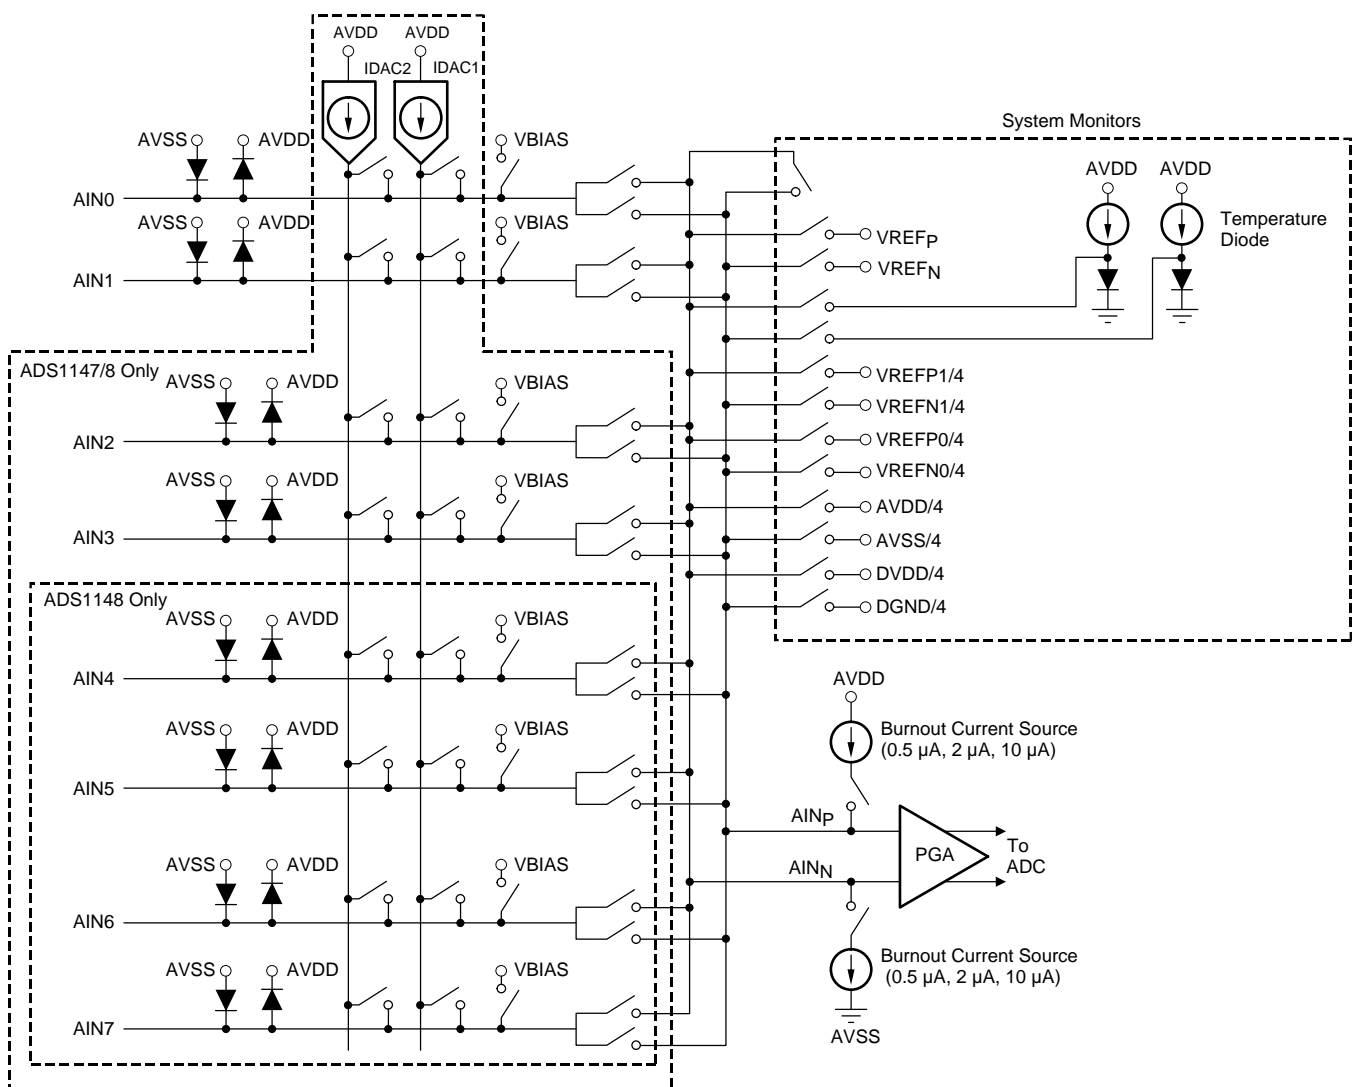 AVDD AVDD
IDAC2 IDAC1
System Monitors
AVSS AVDD VBIAS
AIN0
AVDD AVDD
Temperature
Diode
AVSS AVDD VBIAS
AIN1
VREFP
VREFN
ADS1147/8 Only
AVSS AVDD VBIAS
AIN2
VREFP1/4
VREFN1/4
VREFP0/4
VREFN0/4
AVSS AVDD VBIAS
AIN3
AVDD/4
AVSS/4
DVDD/4
DGND/4
ADS1148 Only
AVSS AVDD VBIAS
AIN4
AVSS AVDD VBIAS
AIN5
AVDD
Burnout Current Source
(0.5 µA, 2 µA, 10 µA)
AINP
PGA
To
ADC
AINN
AVSS AVDD VBIAS
AIN6
Burnout Current Source
(0.5 µA, 2 µA, 10 µA)
AVSS
AVSS AVDD VBIAS
AIN7